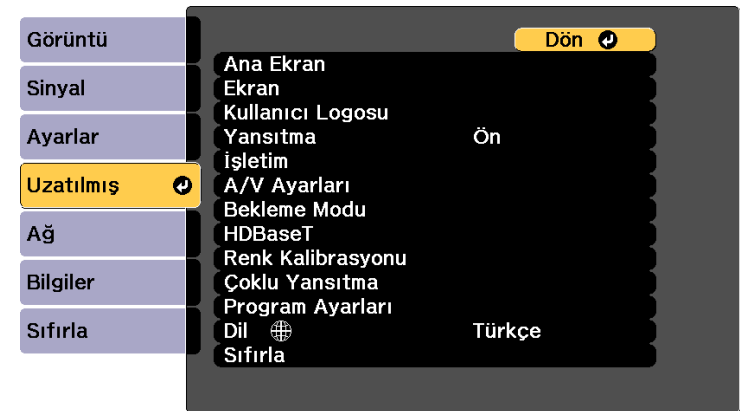 Görüntü
Sinyal
Ayarlar
Uzatılmış
Ağ
Bilgiler
Sıfırla
Dön
Ana Ekran
Ekran
Kullanıcı Logosu
Yansıtma Ön
İşletim
A/V Ayarları
Bekleme Modu
HDBaseT
Renk Kalibrasyonu
Çoklu Yansıtma
Program Ayarları
Dil Türkçe
Sıfırla